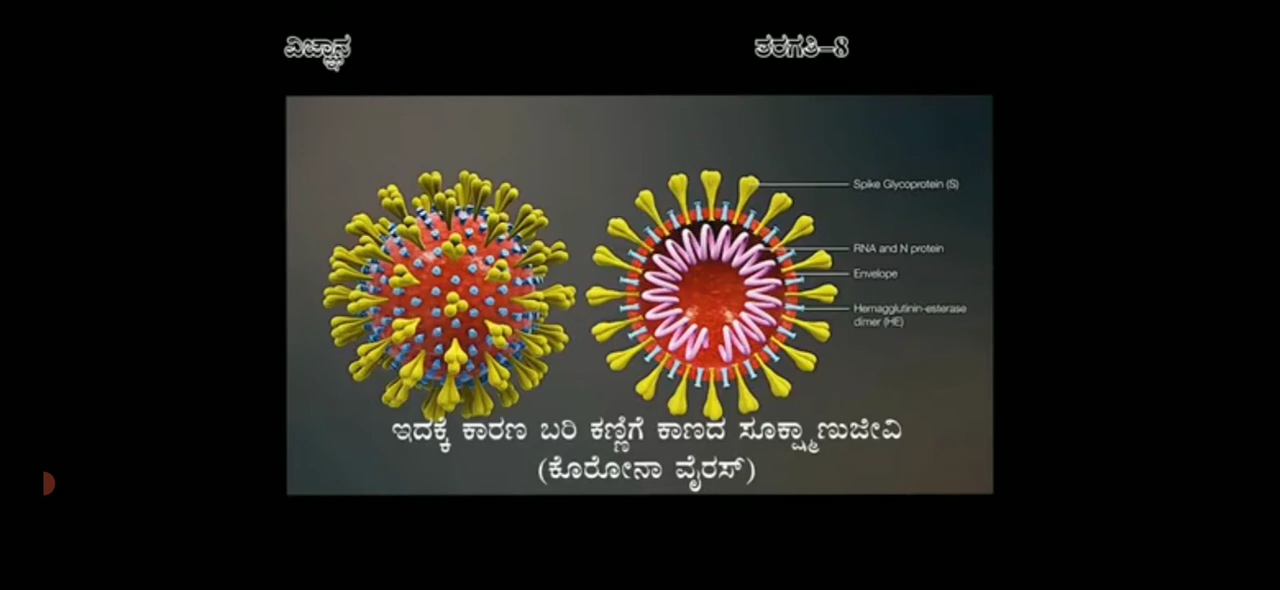 ವಿಜ್ಞಾನ
ತರಗತಿ-8
Spike Glycoprotein (S)
RNA and N protein
Envelope
Hemagglutinin-esterase
dimer (HE)
ಇದಕ್ಕೆ ಕಾರಣ ಬರಿ ಕಣ್ಣಿಗೆ ಕಾಣದ ಸೂಕ್ಷ್ಮಾಣುಜೀವಿ
(ಕೊರೋನಾ ವೈರಸ್)